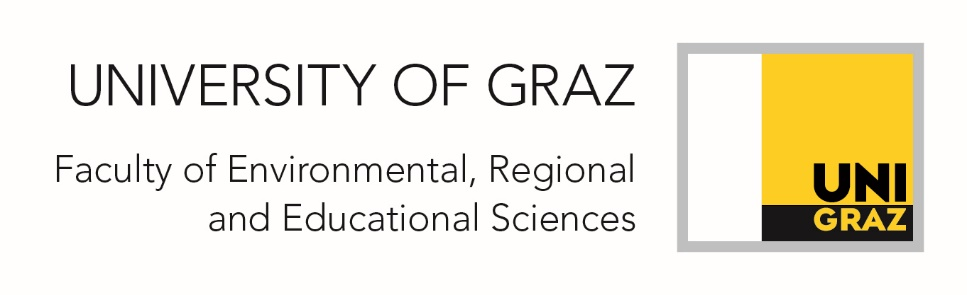 UNIVERSITY OF GRAZ
Faculty of Environmental, Regional
and Educational Sciences
UNI
GRAZ